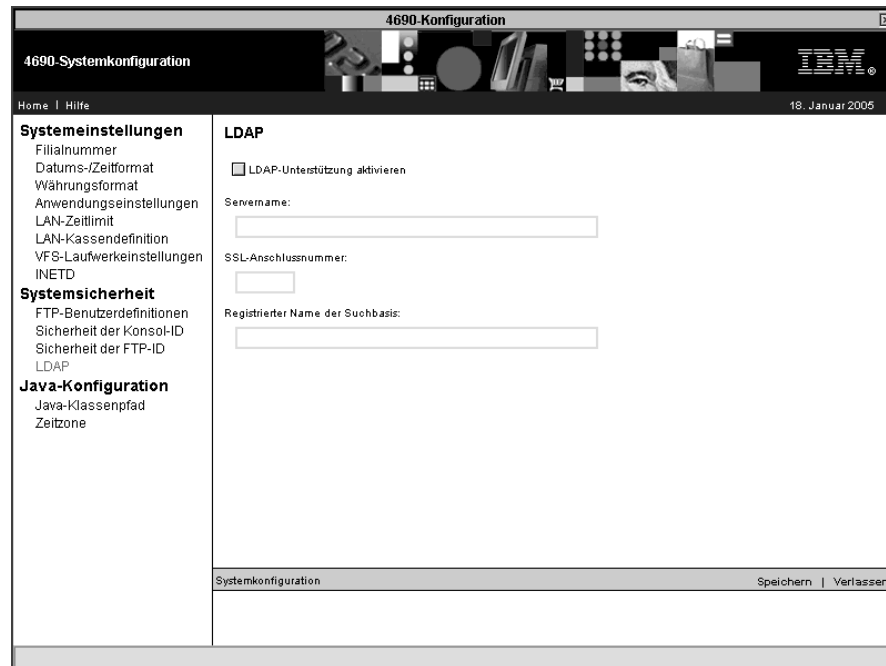 4690-Konfiguration
4690-Systemkonfiguration
IBM®
Home | Hilfe
18. Januar 2005
Systemeinstellungen
Filialnummer
Datums-/Zeitformat
Währungsformat
Anwendungseinstellungen
LAN-Zeitlimit
LAN-Kassendefinition
VFS-Laufwerkeinstellungen
INETD
Systemsicherheit
FTP-Benutzerdefinitionen
Sicherheit der Konsol-ID
Sicherheit der FTP-ID
LDAP
Java-Konfiguration
Java-Klassenpfad
Zeitzone
LDAP
LDAP-Unterstützung aktivieren
Servername:
SSL-Anschlussnummer:
Registrierter Name der Suchbasis:
Systemkonfiguration
Speichern | Verlassen